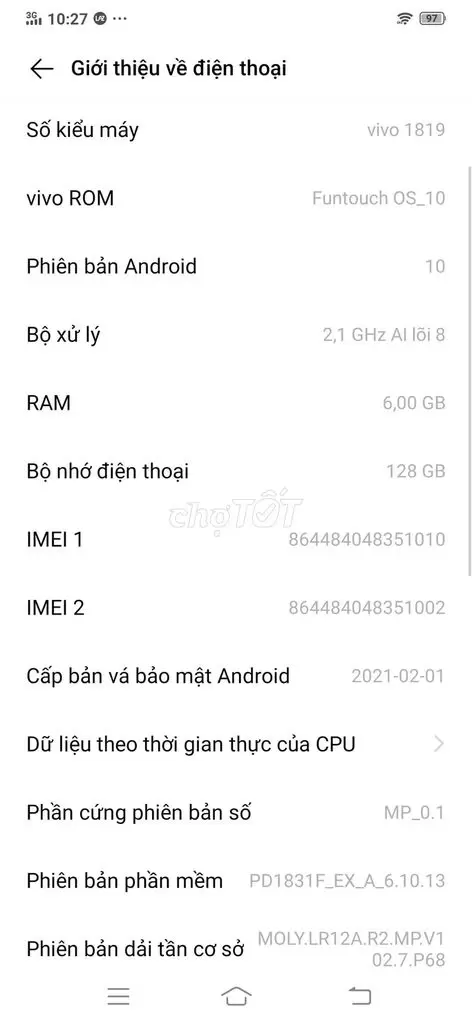 3G 10:27 97
Giới thiệu về điện thoại
Số kiểu máy vivo 1819
vivo ROM Funtouch OS_10
Phiên bản Android 10
Bộ xử lý 2,1 GHz AI lõi 8
RAM 6,00 GB
Bộ nhớ điện thoại 128 GB
chợTỐT
IMEI 1 864484048351010
IMEI 2 864484048351002
Cấp bản vá bảo mật Android 2021-02-01
Dữ liệu theo thời gian thực của CPU
Phần cứng phiên bản số MP_0.1
Phiên bản phần mềm PD1831F_EX_A_6.10.13
Phiên bản dải tần cơ sở MOLY.LR12A.R2.MP.V1
02.7.P68